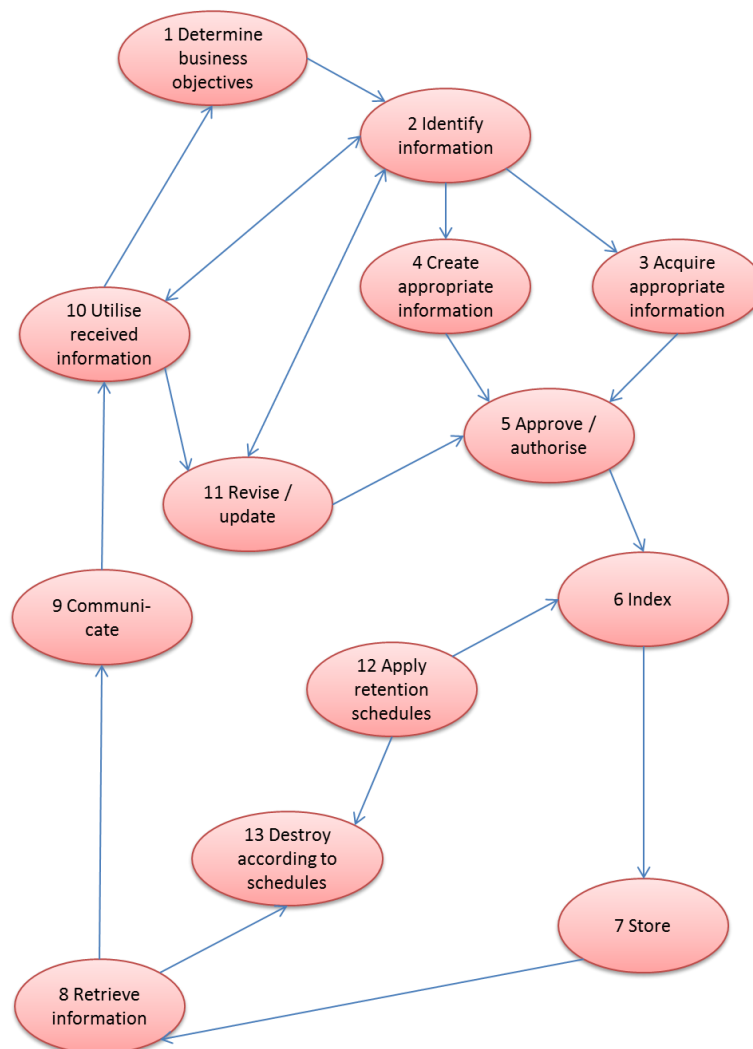 1 Determine
business
objectives
2 Identify
information
4 Create
appropriate
information
3 Acquire
appropriate
information
10 Utilise
received
information
5 Approve /
authorise
11 Revise /
update
9 Communi-
cate
6 Index
12 Apply
retention
schedules
13 Destroy
according to
schedules
7 Store
8 Retrieve
information